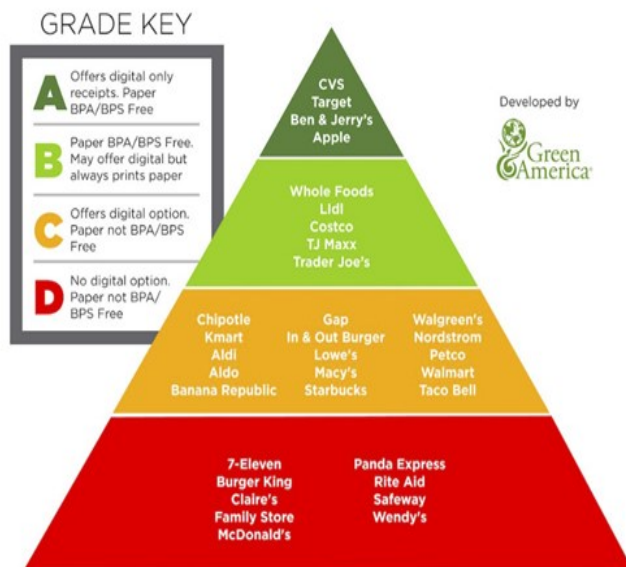 GRADE KEY
A
Offers digital only
receipts. Paper
BPA/BPS Free
B
Paper BPA/BPS Free.
May offer digital but
always prints paper
C
Offers digital option.
Paper not BPA/BPS
Free
D
No digital option.
Paper not BPA/
BPS Free
CVS
Target
Ben & Jerry's
Apple
Developed by
Green
America®
Whole Foods
LIdl
Costco
TJ Maxx
Trader Joe's
Chipotle
Kmart
Aldi
Aldo
Banana Republic
Gap
In & Out Burger
Lowe's
Macy's
Starbucks
Walgreen's
Nordstrom
Petco
Walmart
Taco Bell
7-Eleven
Burger King
Claire's
Family Store
McDonald's
Panda Express
Rite Aid
Safeway
Wendy's